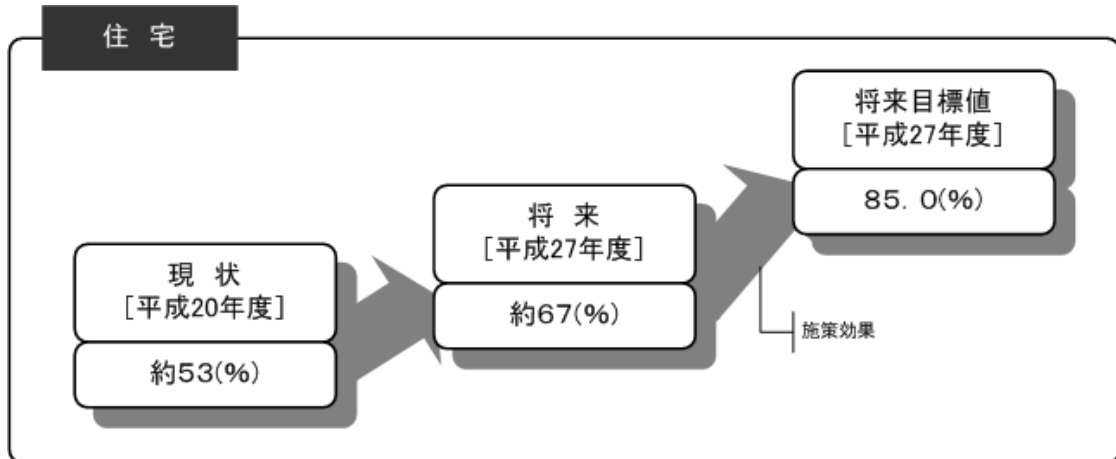 住 宅
将来目標値
[平成27年度]
85．0(%)
将 来
[平成27年度]
約67(%)
現 状
[平成20年度]
約53(%)
施策効果